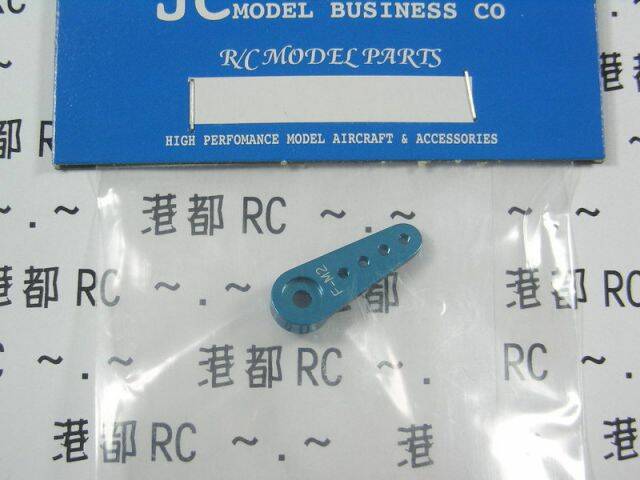 JC MODEL BUSINESS CO
R/C MODEL PARTS
HIGH PERFOMANCE MODEL AIRCRAFT & ACCESSORIES
都 R
港都 RC ~.~
~.~
F-M2
港都 RC ~.~ 都
港都 RC ~.~ RC ~.
港都 RC ~.~ 港